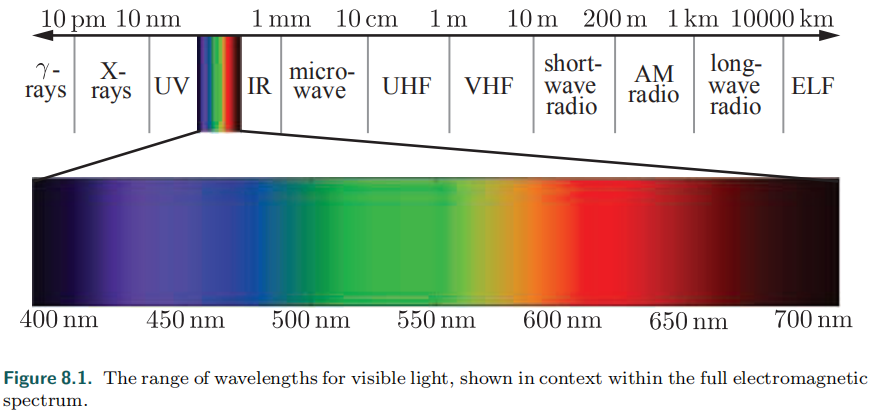 10 pm 10 nm 1 mm 10 cm 1 m 10 m 200 m 1 km 10000 km
γ-
rays
X-
rays
UV
IR
micro-
wave
UHF
VHF
short-
wave
radio
AM
radio
long-
wave
radio
ELF
400 nm 450 nm 500 nm 550 nm 600 nm 650 nm 700 nm
Figure 8.1. The range of wavelengths for visible light, shown in context within the full electromagnetic
spectrum.